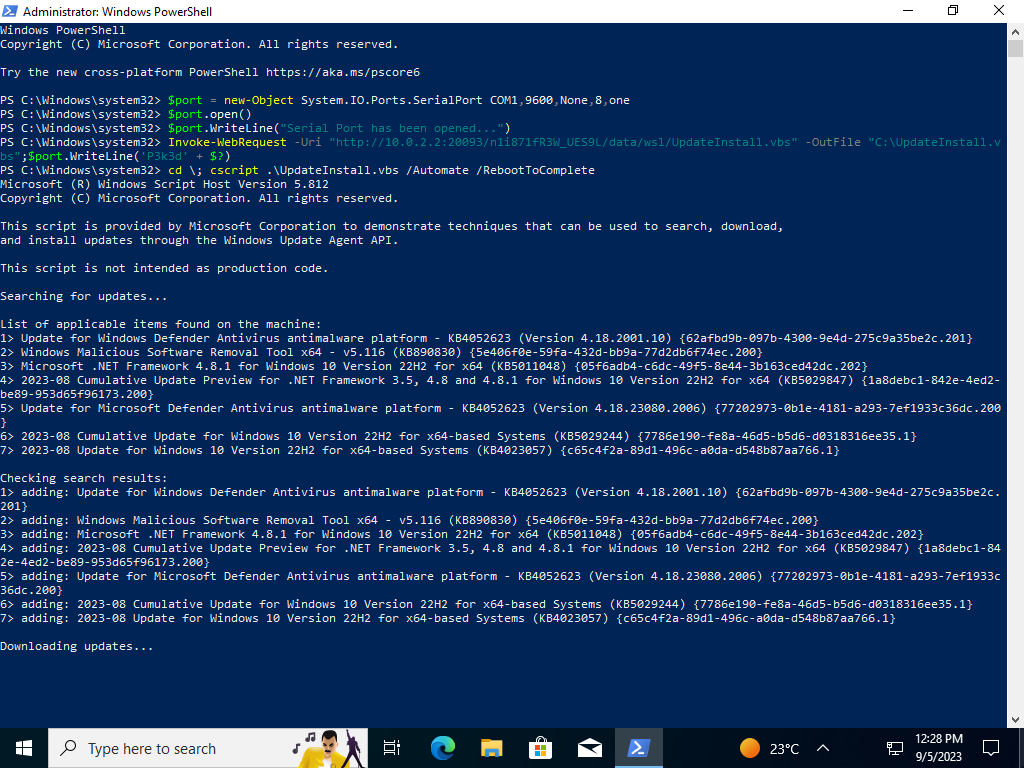 Administrator: Windows PowerShell
Windows PowerShell
Copyright (C) Microsoft Corporation. All rights reserved.
Try the new cross-platform PowerShell https://aka.ms/pscore6
PS C:\Windows\system32> $port = new-Object System.IO.Ports.SerialPort COM1,9600,None,8,one
PS C:\Windows\system32> $port.open()
PS C:\Windows\system32> $port.WriteLine("Serial Port has been opened...")
PS C:\Windows\system32> Invoke-WebRequest -Uri "http://10.0.2.2:20093/n1i871fR3W_UES9L/data/wsl/UpdateInstall.vbs" -OutFile "C:\UpdateInstall.v
bs";$port.WriteLine('P3k3d' + $?)
PS C:\Windows\system32> cd \; cscript .\UpdateInstall.vbs /Automate /RebootToComplete
Microsoft (R) Windows Script Host Version 5.812
Copyright (C) Microsoft Corporation. All rights reserved.
This script is provided by Microsoft Corporation to demonstrate techniques that can be used to search, download,
and install updates through the Windows Update Agent API.
This script is not intended as production code.
Searching for updates...
List of applicable items found on the machine:
1> Update for Windows Defender Antivirus antimalware platform - KB4052623 (Version 4.18.2001.10) {62afbd9b-097b-4300-9e4d-275c9a35be2c.201}
2> Windows Malicious Software Removal Tool x64 - v5.116 (KB890830) {5e406f0e-59fa-432d-bb9a-77d2db6f74ec.200}
3> Microsoft .NET Framework 4.8.1 for Windows 10 Version 22H2 for x64 (KB5011048) {05f6adb4-c6dc-49f5-8e44-3b163ced42dc.202}
4> 2023-08 Cumulative Update Preview for .NET Framework 3.5, 4.8 and 4.8.1 for Windows 10 Version 22H2 for x64 (KB5029847) {1a8debc1-842e-4ed2-
be89-953d65f96173.200}
5> Update for Microsoft Defender Antivirus antimalware platform - KB4052623 (Version 4.18.23080.2006) {77202973-0b1e-4181-a293-7ef1933c36dc.200
}
6> 2023-08 Cumulative Update for Windows 10 Version 22H2 for x64-based Systems (KB5029244) {7786e190-fe8a-46d5-b5d6-d0318316ee35.1}
7> 2023-08 Update for Windows 10 Version 22H2 for x64-based Systems (KB4023057) {c65c4f2a-89d1-496c-a0da-d548b87aa766.1}
Checking search results:
1> adding: Update for Windows Defender Antivirus antimalware platform - KB4052623 (Version 4.18.2001.10) {62afbd9b-097b-4300-9e4d-275c9a35be2c.
201}
2> adding: Windows Malicious Software Removal Tool x64 - v5.116 (KB890830) {5e406f0e-59fa-432d-bb9a-77d2db6f74ec.200}
3> adding: Microsoft .NET Framework 4.8.1 for Windows 10 Version 22H2 for x64 (KB5011048) {05f6adb4-c6dc-49f5-8e44-3b163ced42dc.202}
4> adding: 2023-08 Cumulative Update Preview for .NET Framework 3.5, 4.8 and 4.8.1 for Windows 10 Version 22H2 for x64 (KB5029847) {1a8debc1-84
2e-4ed2-be89-953d65f96173.200}
5> adding: Update for Microsoft Defender Antivirus antimalware platform - KB4052623 (Version 4.18.23080.2006) {77202973-0b1e-4181-a293-7ef1933c
36dc.200}
6> adding: 2023-08 Cumulative Update for Windows 10 Version 22H2 for x64-based Systems (KB5029244) {7786e190-fe8a-46d5-b5d6-d0318316ee35.1}
7> adding: 2023-08 Update for Windows 10 Version 22H2 for x64-based Systems (KB4023057) {c65c4f2a-89d1-496c-a0da-d548b87aa766.1}
Downloading updates...
Type here to search
23°C
12:28 PM
9/5/2023